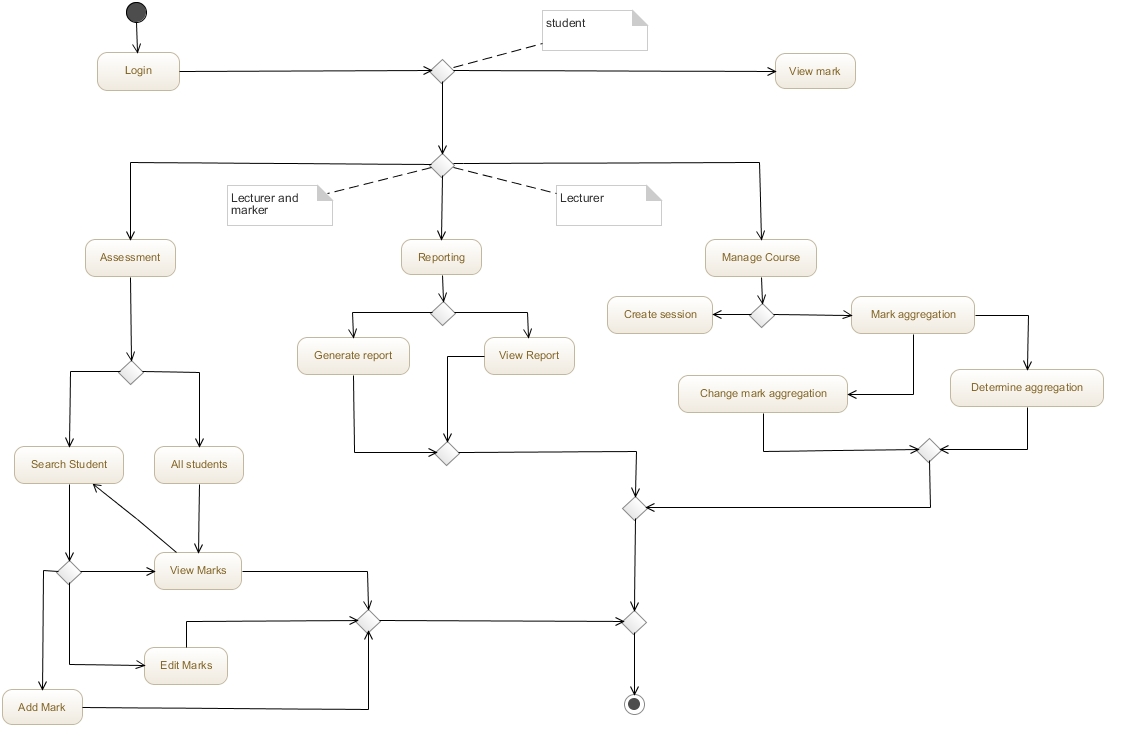 student
Login
View mark
Lecturer and
marker
Lecturer
Assessment
Reporting
Manage Course
Create session
Mark aggregation
Generate report
View Report
Change mark aggregation
Determine aggregation
Search Student
All students
View Marks
Edit Marks
Add Mark